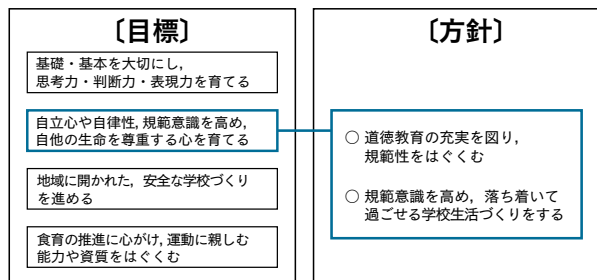 〔目標〕
基礎・基本を大切にし，
思考力・判断力・表現力を育てる
自立心や自律性，規範意識を高め，
自他の生命を尊重する心を育てる
地域に開かれた，安全な学校づくり
を進める
食育の推進に心がけ，運動に親しむ
能力や資質をはぐくむ
〔方針〕
○ 道徳教育の充実を図り，
規範性をはぐくむ
○ 規範意識を高め，落ち着いて
過ごせる学校生活づくりをする